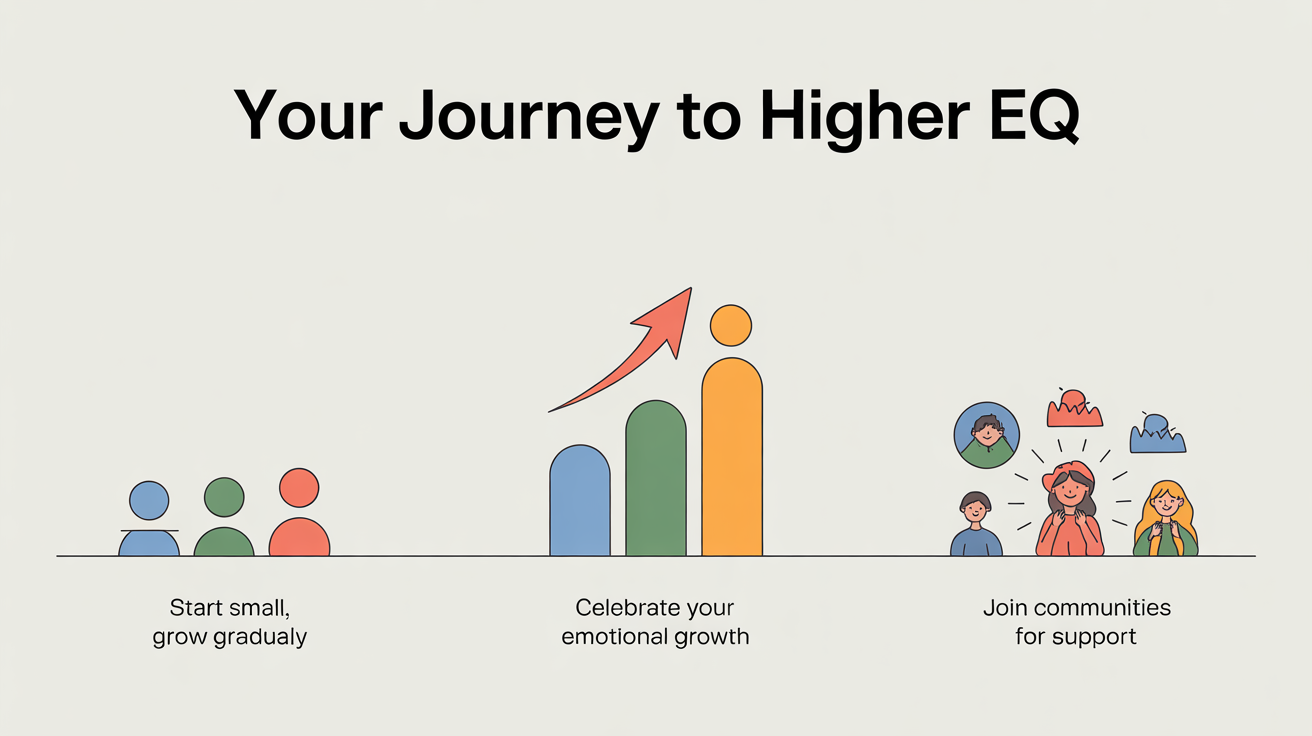 Your Journey to Higher EQ
Start small,
grow gradualy
Celebrate your
emotional growth
Join communities
for support